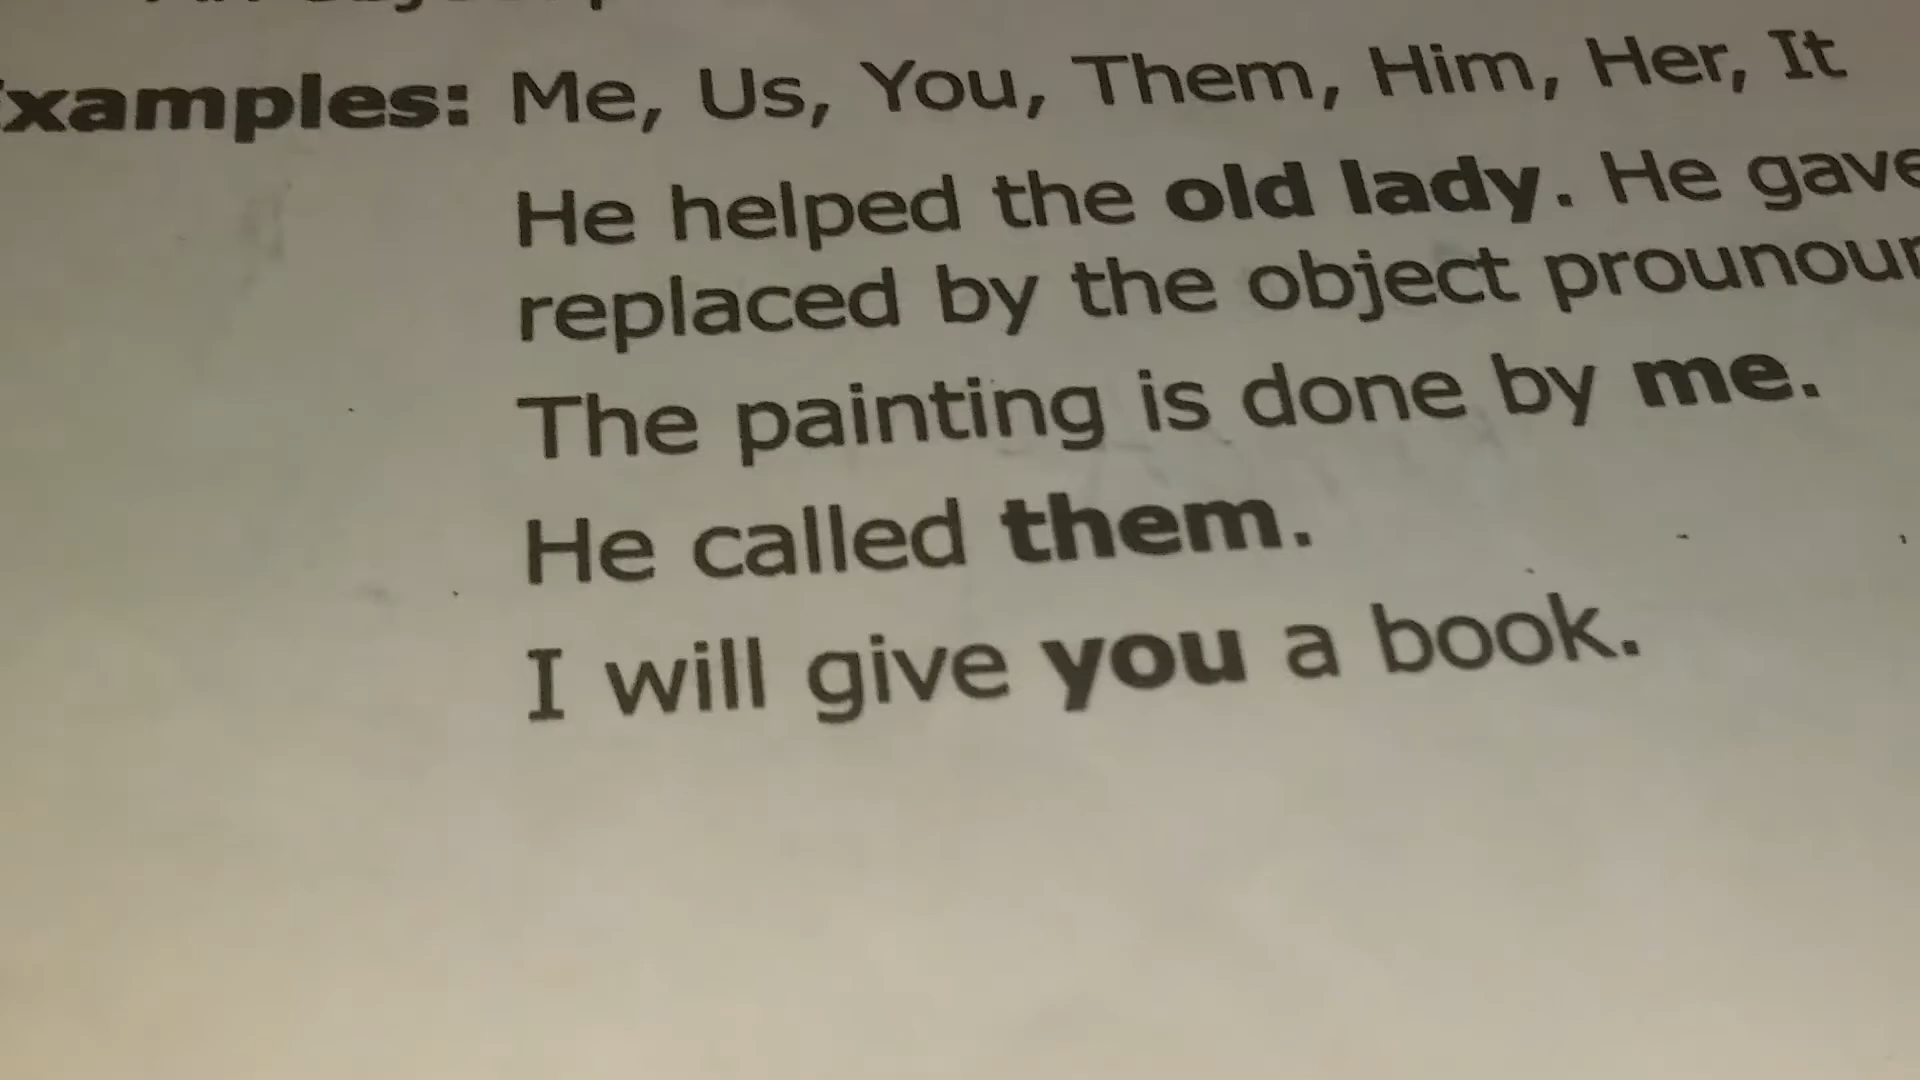 xamples: Me, Us, You, Them, Him, Her, It
He helped the old lady. He gave
replaced by the object prounoun
The painting is done by me.
He called them.
I will give you a book.